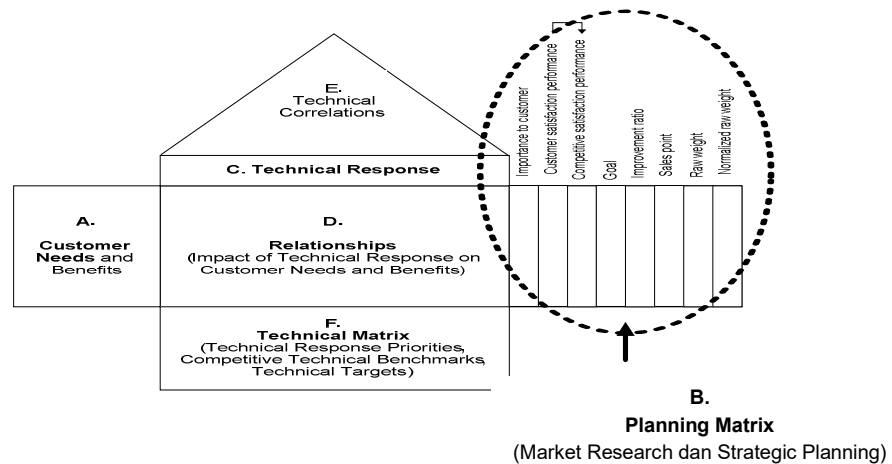 E.
Technical
Correlations
C. Technical Response
Importance to customer
Customer satisfaction performance
Competitive satisfaction performance
Goal
Improvement ratio
Sales point
Raw weight
Normalized raw weight
A.
Customer
Needs and
Benefits
D.
Relationships
(Impact of Technical Response on
Customer Needs and Benefits)
F.
Technical Matrix
(Technical Response Priorities,
Competitive Technical Benchmarks,
Technical Targets)
B.
Planning Matrix
(Market Research dan Strategic Planning)